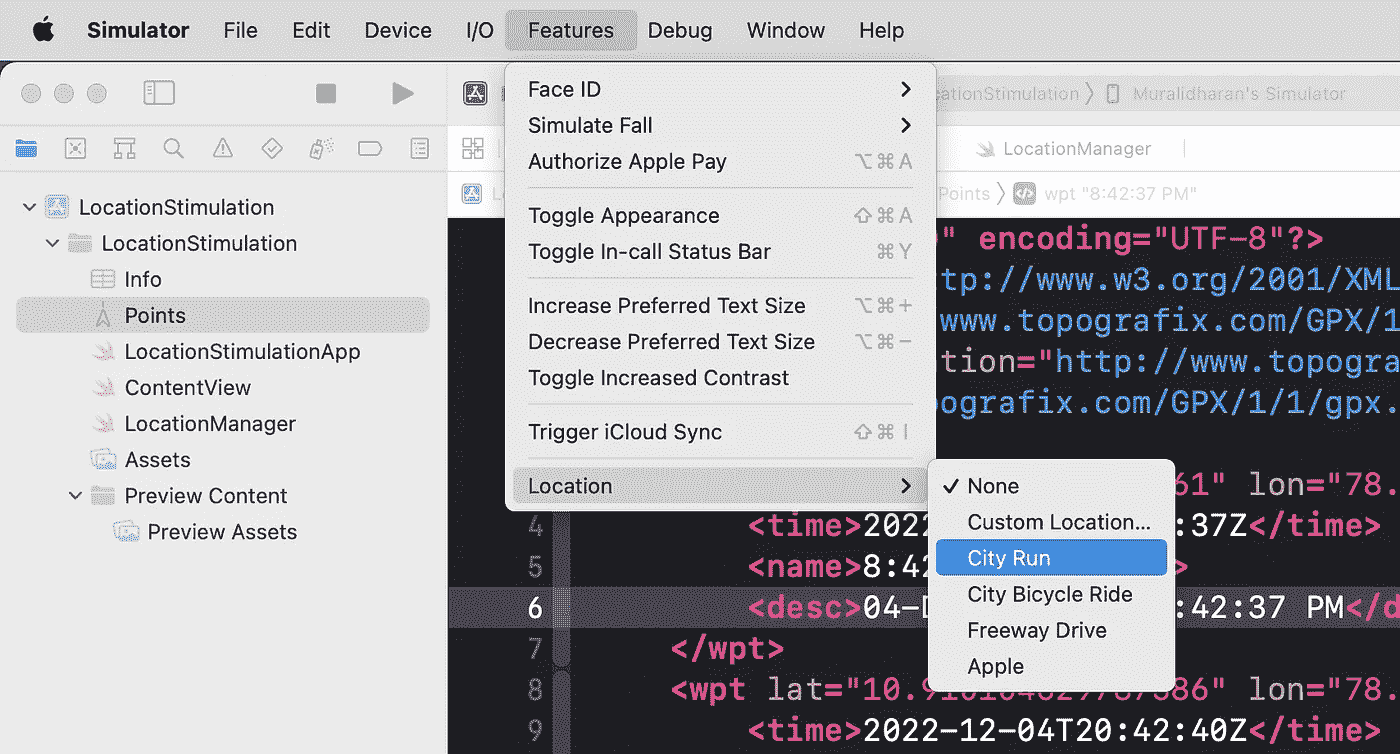 Simulator File Edit Device I/O Features Debug Window Help
Face ID
Simulate Fall
Authorize Apple Pay ⌥⌘A
Toggle Appearance ⇧⌘A
Toggle In-call Status Bar ⌘Y
Increase Preferred Text Size ⌥⌘+
Decrease Preferred Text Size ⌥⌘−
Toggle Increased Contrast
Trigger iCloud Sync ⇧⌘I
Location
✓ None
Custom Location...
City Run
City Bicycle Ride
Freeway Drive
Apple
LocationStimulation
LocationStimulation
Info
Points
LocationStimulationApp
ContentView
LocationManager
Assets
Preview Content
Preview Assets
cationStimulation 〉 Muralidharan's Simulator
LocationManager
Points 〉 wpt "8:42:37 PM"
" encoding="UTF-8"?>
tp://www.w3.org/2001/XML
www.topografix.com/GPX/1
tion="http://www.topogra
pografix.com/GPX/1/1/gpx.
61" lon="78.
4 <time>2022 :37Z</time>
5 <name>8:42 >
6 <desc>04-D :42:37 PM</d
7 </wpt>
8 <wpt lat="10.91 386" lon="78.
9 <time>2022-12-04T20:42:40Z</time>